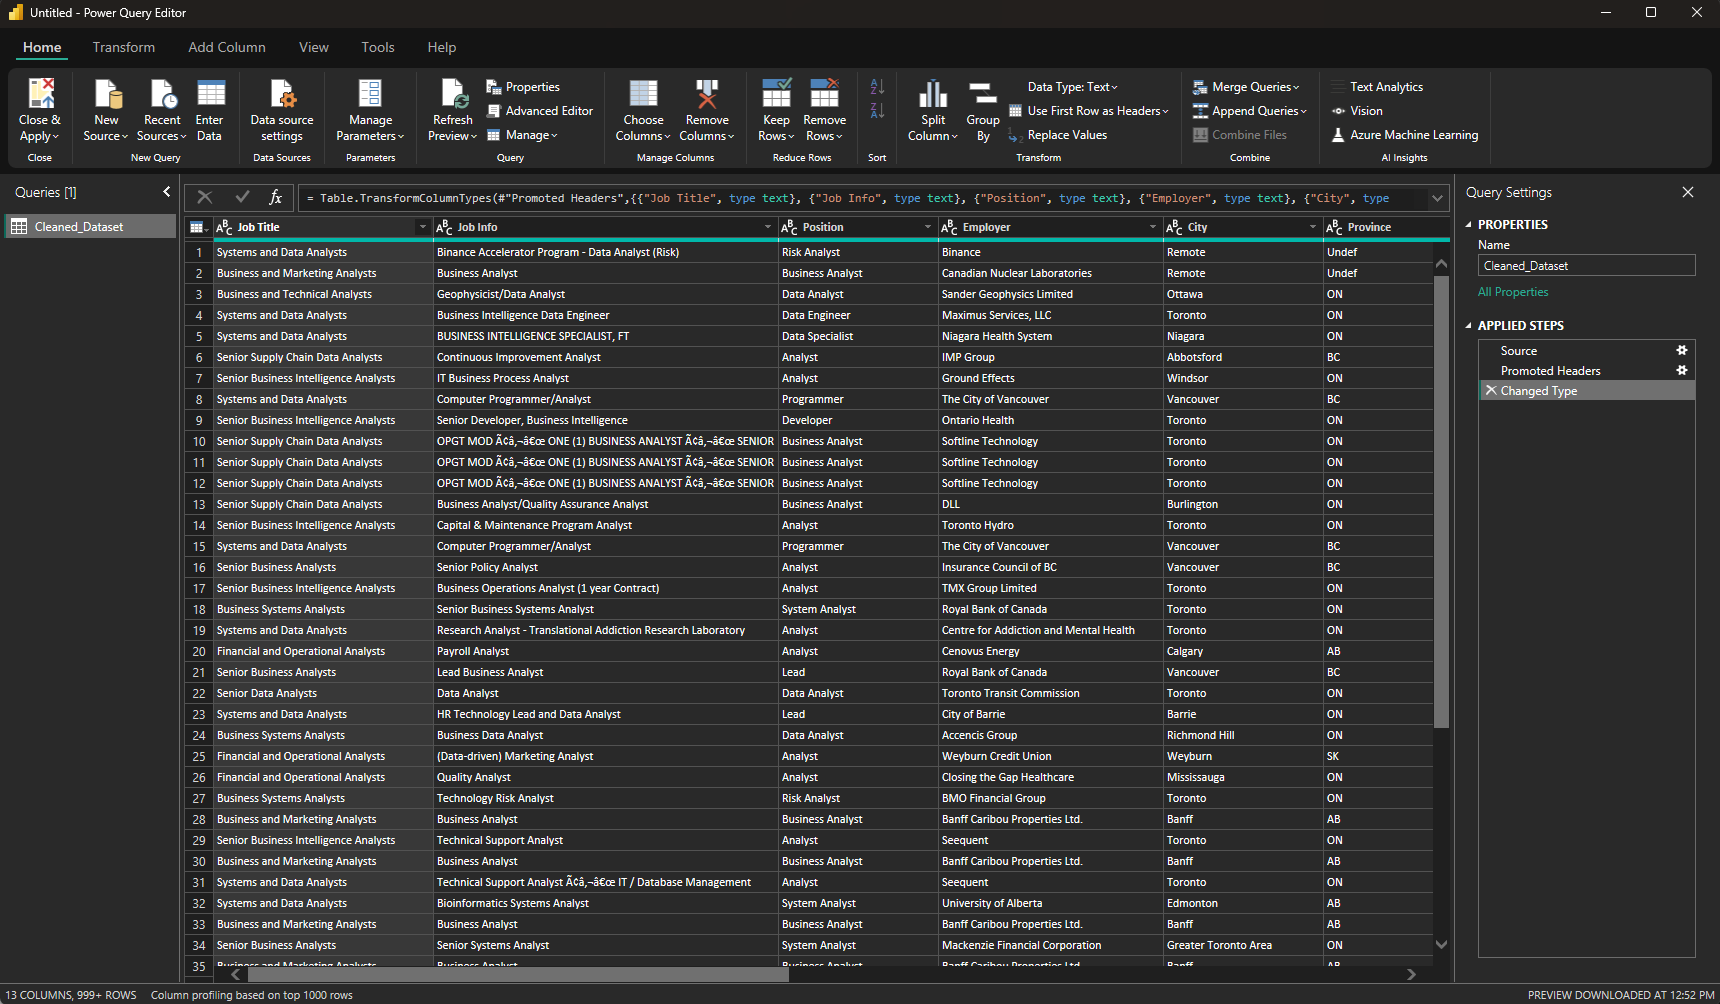 Untitled - Power Query Editor
Home Transform Add Column View Tools Help
Close & Apply
Close
New Source
Recent Sources
Enter Data
New Query
Data source settings
Data Sources
Manage Parameters
Parameters
Refresh Preview
Properties
Advanced Editor
Manage
Query
Choose Columns
Remove Columns
Manage Columns
Keep Rows
Remove Rows
Reduce Rows
Sort
Split Column
Group By
Data Type: Text
Use First Row as Headers
Replace Values
Transform
Merge Queries
Append Queries
Combine Files
Combine
Text Analytics
Vision
Azure Machine Learning
AI Insights
Queries [1]
Cleaned_Dataset
fx
= Table.TransformColumnTypes(#"Promoted Headers",{{"Job Title", type text}, {"Job Info", type text}, {"Position", type text}, {"Employer", type text}, {"City", type
Job Title Job Info Position Employer City Province
1 Systems and Data Analysts Binance Accelerator Program - Data Analyst (Risk) Risk Analyst Binance Remote Undef
2 Business and Marketing Analysts Business Analyst Business Analyst Canadian Nuclear Laboratories Remote Undef
3 Business and Technical Analysts Geophysicist/Data Analyst Data Analyst Sander Geophysics Limited Ottawa ON
4 Systems and Data Analysts Business Intelligence Data Engineer Data Engineer Maximus Services, LLC Toronto ON
5 Systems and Data Analysts BUSINESS INTELLIGENCE SPECIALIST, FT Data Specialist Niagara Health System Niagara ON
6 Senior Supply Chain Data Analysts Continuous Improvement Analyst Analyst IMP Group Abbotsford BC
7 Senior Business Intelligence Analysts IT Business Process Analyst Analyst Ground Effects Windsor ON
8 Systems and Data Analysts Computer Programmer/Analyst Programmer The City of Vancouver Vancouver BC
9 Senior Business Intelligence Analysts Senior Developer, Business Intelligence Developer Ontario Health Toronto ON
10 Senior Supply Chain Data Analysts OPGT MOD Ã¢â‚¬â€œ ONE (1) BUSINESS ANALYST Ã¢â‚¬â€œ SENIOR Business Analyst Softline Technology Toronto ON
11 Senior Supply Chain Data Analysts OPGT MOD Ã¢â‚¬â€œ ONE (1) BUSINESS ANALYST Ã¢â‚¬â€œ SENIOR Business Analyst Softline Technology Toronto ON
12 Senior Supply Chain Data Analysts OPGT MOD Ã¢â‚¬â€œ ONE (1) BUSINESS ANALYST Ã¢â‚¬â€œ SENIOR Business Analyst Softline Technology Toronto ON
13 Senior Supply Chain Data Analysts Business Analyst/Quality Assurance Analyst Business Analyst DLL Burlington ON
14 Senior Business Intelligence Analysts Capital & Maintenance Program Analyst Analyst Toronto Hydro Toronto ON
15 Systems and Data Analysts Computer Programmer/Analyst Programmer The City of Vancouver Vancouver BC
16 Senior Business Analysts Senior Policy Analyst Analyst Insurance Council of BC Vancouver BC
17 Senior Business Intelligence Analysts Business Operations Analyst (1 year Contract) Analyst TMX Group Limited Toronto ON
18 Business Systems Analysts Senior Business Systems Analyst System Analyst Royal Bank of Canada Toronto ON
19 Systems and Data Analysts Research Analyst - Translational Addiction Research Laboratory Analyst Centre for Addiction and Mental Health Toronto ON
20 Financial and Operational Analysts Payroll Analyst Analyst Cenovus Energy Calgary AB
21 Senior Business Analysts Lead Business Analyst Lead Royal Bank of Canada Vancouver BC
22 Senior Data Analysts Data Analyst Data Analyst Toronto Transit Commission Toronto ON
23 Systems and Data Analysts HR Technology Lead and Data Analyst Lead City of Barrie Barrie ON
24 Business Systems Analysts Business Data Analyst Data Analyst Accencis Group Richmond Hill ON
25 Financial and Operational Analysts (Data-driven) Marketing Analyst Analyst Weyburn Credit Union Weyburn SK
26 Financial and Operational Analysts Quality Analyst Analyst Closing the Gap Healthcare Mississauga ON
27 Business Systems Analysts Technology Risk Analyst Risk Analyst BMO Financial Group Toronto ON
28 Business and Marketing Analysts Business Analyst Business Analyst Banff Caribou Properties Ltd. Banff AB
29 Senior Business Intelligence Analysts Technical Support Analyst Analyst Seequent Toronto ON
30 Business and Marketing Analysts Business Analyst Business Analyst Banff Caribou Properties Ltd. Banff AB
31 Systems and Data Analysts Technical Support Analyst Ã¢â‚¬â€œ IT / Database Management Analyst Seequent Toronto ON
32 Systems and Data Analysts Bioinformatics Systems Analyst System Analyst University of Alberta Edmonton AB
33 Business and Marketing Analysts Business Analyst Business Analyst Banff Caribou Properties Ltd. Banff AB
34 Senior Business Analysts Senior Systems Analyst System Analyst Mackenzie Financial Corporation Greater Toronto Area ON
35 Business and Marketing Analysts Business Analyst Business Analyst Banff Caribou Properties Ltd. Banff AB
Query Settings
PROPERTIES
Name
Cleaned_Dataset
All Properties
APPLIED STEPS
Source
Promoted Headers
Changed Type
13 COLUMNS, 999+ ROWS Column profiling based on top 1000 rows
PREVIEW DOWNLOADED AT 12:52 PM